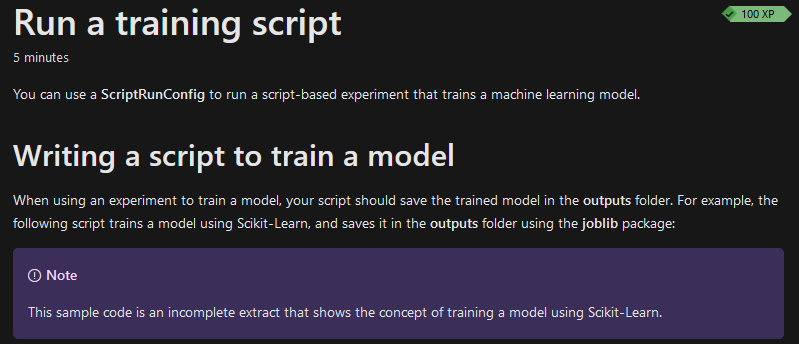 Run a training script
100 XP
5 minutes
You can use a ScriptRunConfig to run a script-based experiment that trains a machine learning model.
Writing a script to train a model
When using an experiment to train a model, your script should save the trained model in the outputs folder. For example, the
following script trains a model using Scikit-Learn, and saves it in the outputs folder using the joblib package:
Note
This sample code is an incomplete extract that shows the concept of training a model using Scikit-Learn.